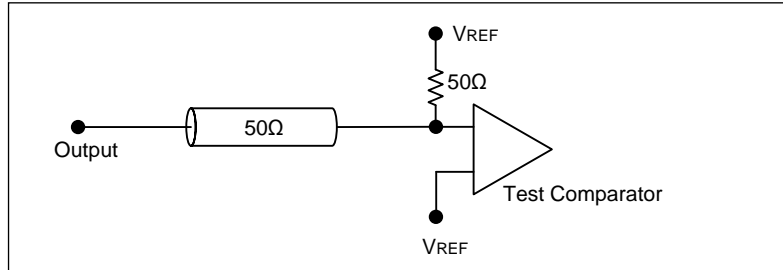 VREF
50Ω
50Ω
Output
Test Comparator
VREF